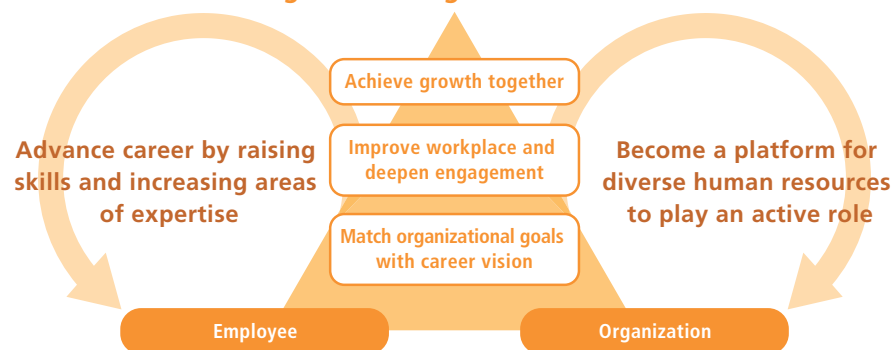 Achieve growth together
Advance career by raising
skills and increasing areas
of expertise
Improve workplace and
deepen engagement
Become a platform for
diverse human resources
to play an active role
Match organizational goals
with career vision
Employee
Organization